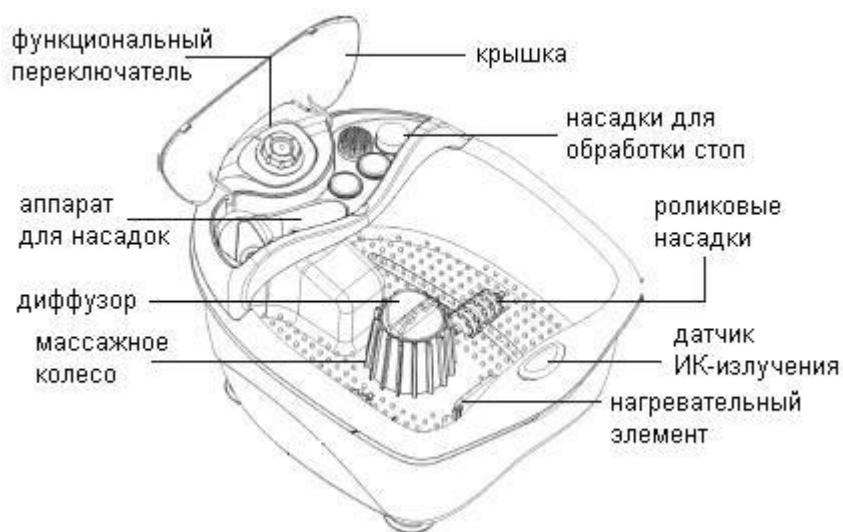 функциональный
переключатель
крышка
насадки для
обработки стоп
аппарат
для насадок
роликовые
насадки
диффузор
массажное
колесо
датчик
ИК-излучения
нагревательный
элемент